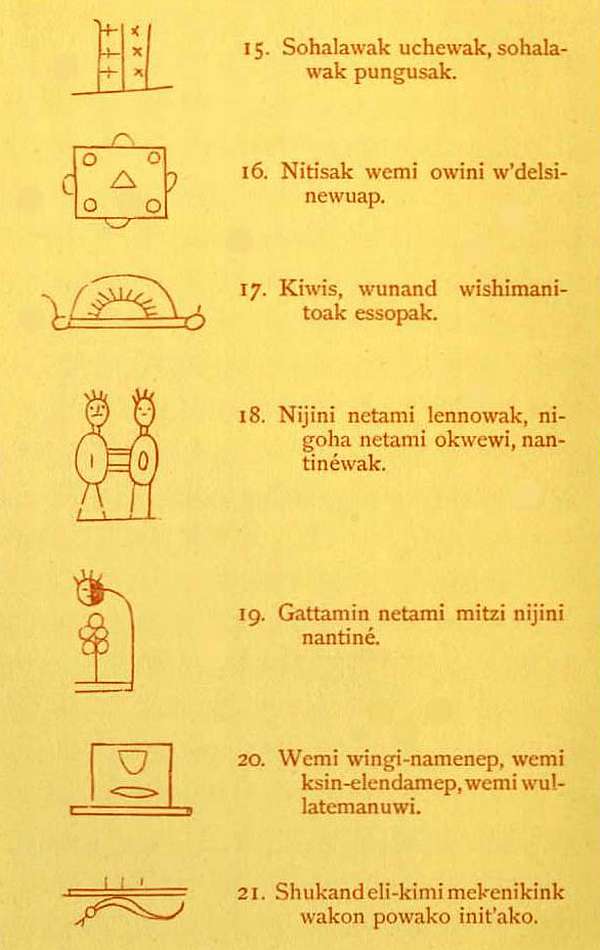 15. Sohalawak uchewak, sohala-
wak pungusak.
16. Nitisak wemi owini w'delsi-
newuap.
17. Kiwis, wunand wishimani-
toak essopak.
18. Nijini netami lennowak, ni-
goha netami okwewi, nan-
tinéwak.
19. Gattamin netami mitzi nijini
nantiné.
20. Wemi wingi-namenep, wemi
ksin-elendamep, wemi wul-
latemanuwi.
21. Shukand eli-kimi mekenikink
wakon powako init'ako.